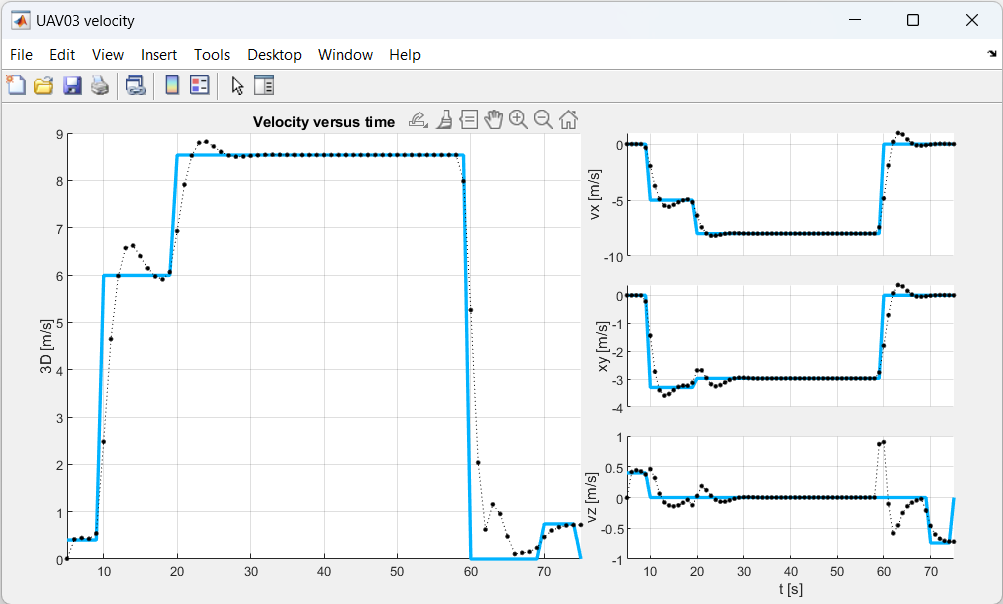 UAV03 velocity
File Edit View Insert Tools Desktop Window Help
Velocity versus time
3D [m/s]
9
8
7
6
5
4
3
2
1
0
10 20 30 40 50 60 70
vx [m/s]
0
-5
-10
xy [m/s]
0
-1
-2
-3
-4
vz [m/s]
1
0.5
0
-0.5
-1
10 20 30 40 50 60 70
t [s]